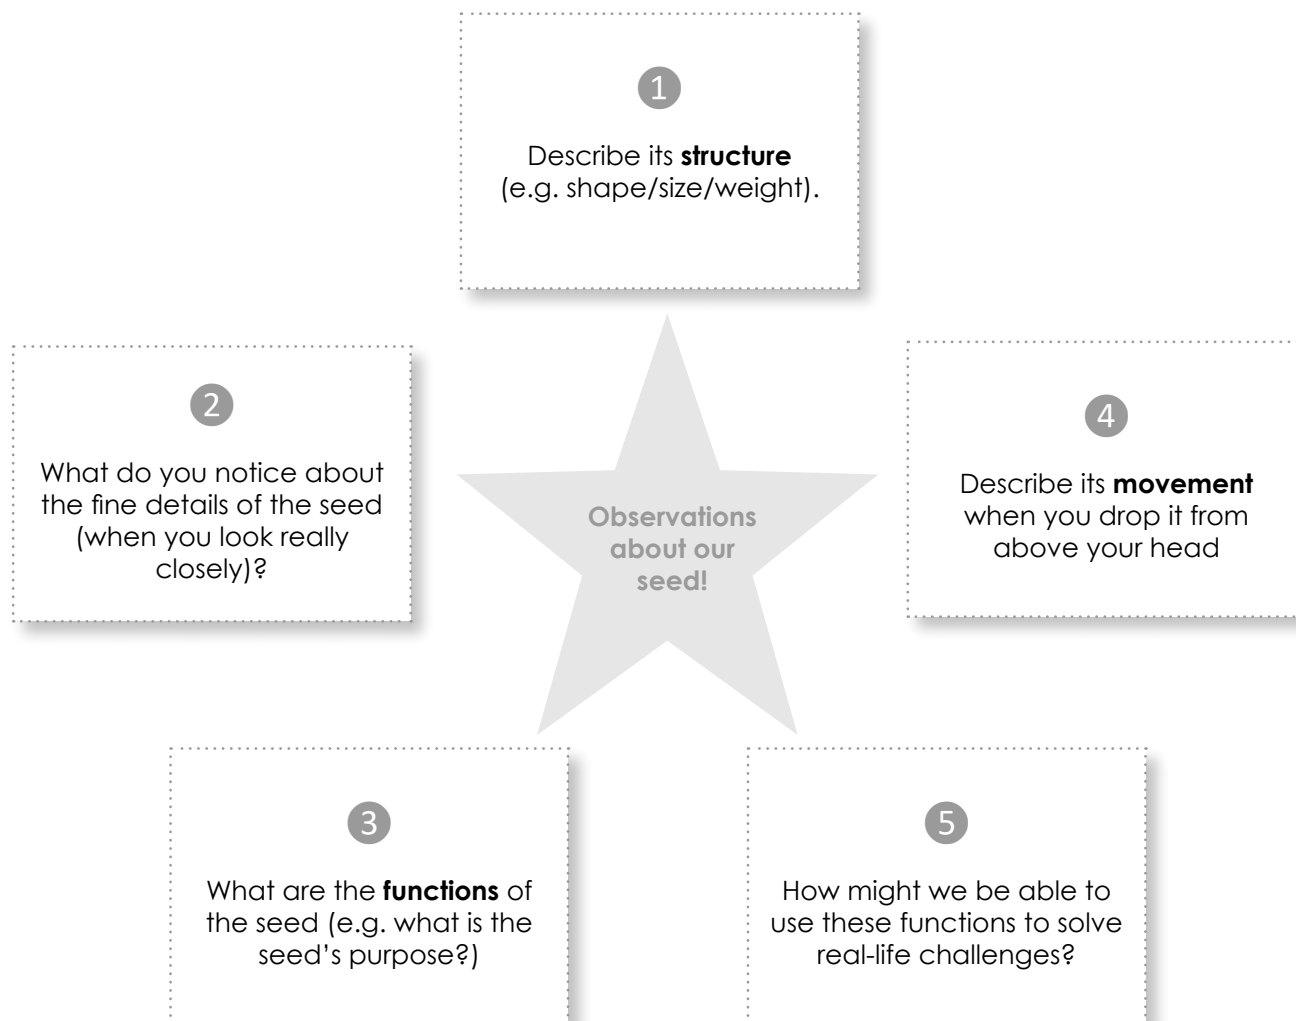 1
Describe its structure
(e.g. shape/size/weight).
2
What do you notice about
the fine details of the seed
(when you look really
closely)?
4
Describe its movement
when you drop it from
above your head
Observations
about our
seed!
3
What are the functions of
the seed (e.g. what is the
seed’s purpose?)
5
How might we be able to
use these functions to solve
real-life challenges?